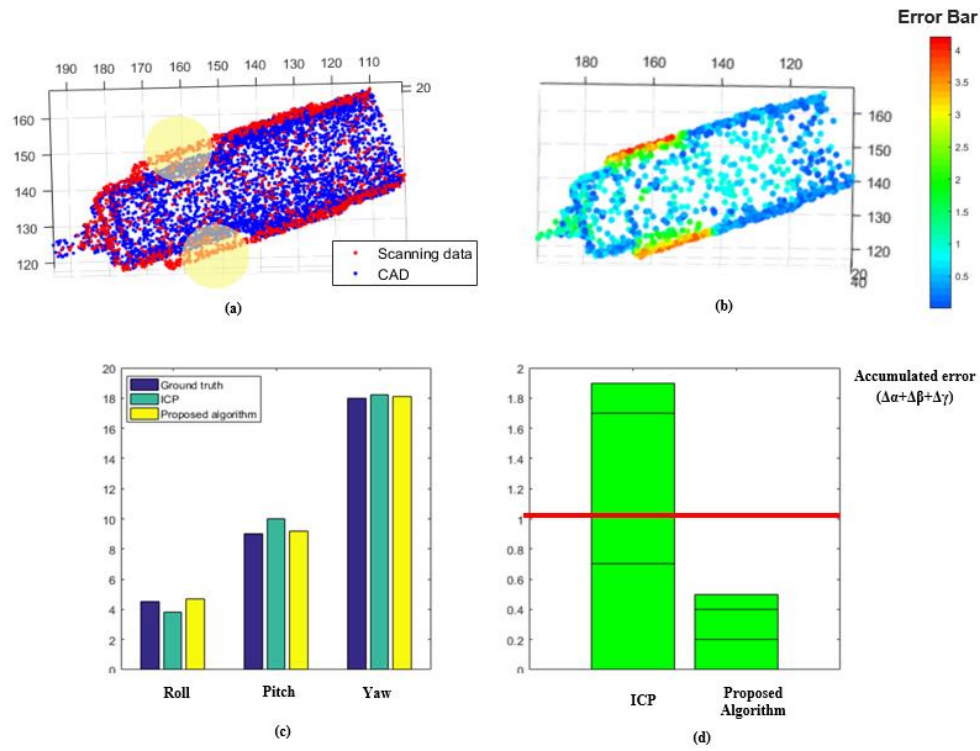 Error Bar
190 180 170 160 150 140 130 120 110
20
160
150
140
130
120
Scanning data
CAD
(a)
180 160 140 120
160
150
140
130
120
20
40
4
3.5
3
2.5
2
1.5
1
0.5
(b)
20
18
16
14
12
10
8
6
4
2
0
Ground truth
ICP
Proposed algorithm
Roll Pitch Yaw
(c)
2
1.8
1.6
1.4
1.2
1
0.8
0.6
0.4
0.2
0
ICP Proposed
Algorithm
(d)
Accumulated error
(Δα+Δβ+Δγ)